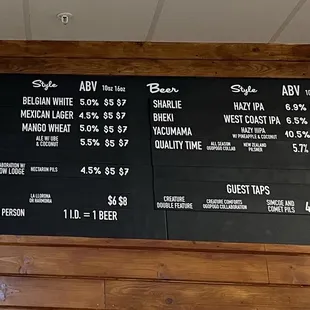 Style ABV 10oz 16oz
BELGIAN WHITE 5.0% $5 $7
MEXICAN LAGER 4.5% $5 $7
MANGO WHEAT 5.0% $5 $7
ALE W/ UBE & COCONUT 5.5% $5 $7
LABORATION W/
OW LODGE NECTARON PILS 4.5% $5 $7
LA LLORONA OR HARMONIA $6 $8
PERSON 1 I.D. = 1 BEER
Beer Style ABV
SHARLIE HAZY IPA 6.9%
BHEKI WEST COAST IPA 6.5%
YACUMAMA HAZY IIPA W/ PINEAPPLE & COCONUT 10.5%
QUALITY TIME ALL SEASON OGOPOGO COLLAB NEW ZEALAND PILSNER 5.7%
GUEST TAPS
CREATURE DOUBLE FEATURE CREATURE COMFORTS OGOPOGO COLLABORATION SIMCOE AND COMET PILS 4